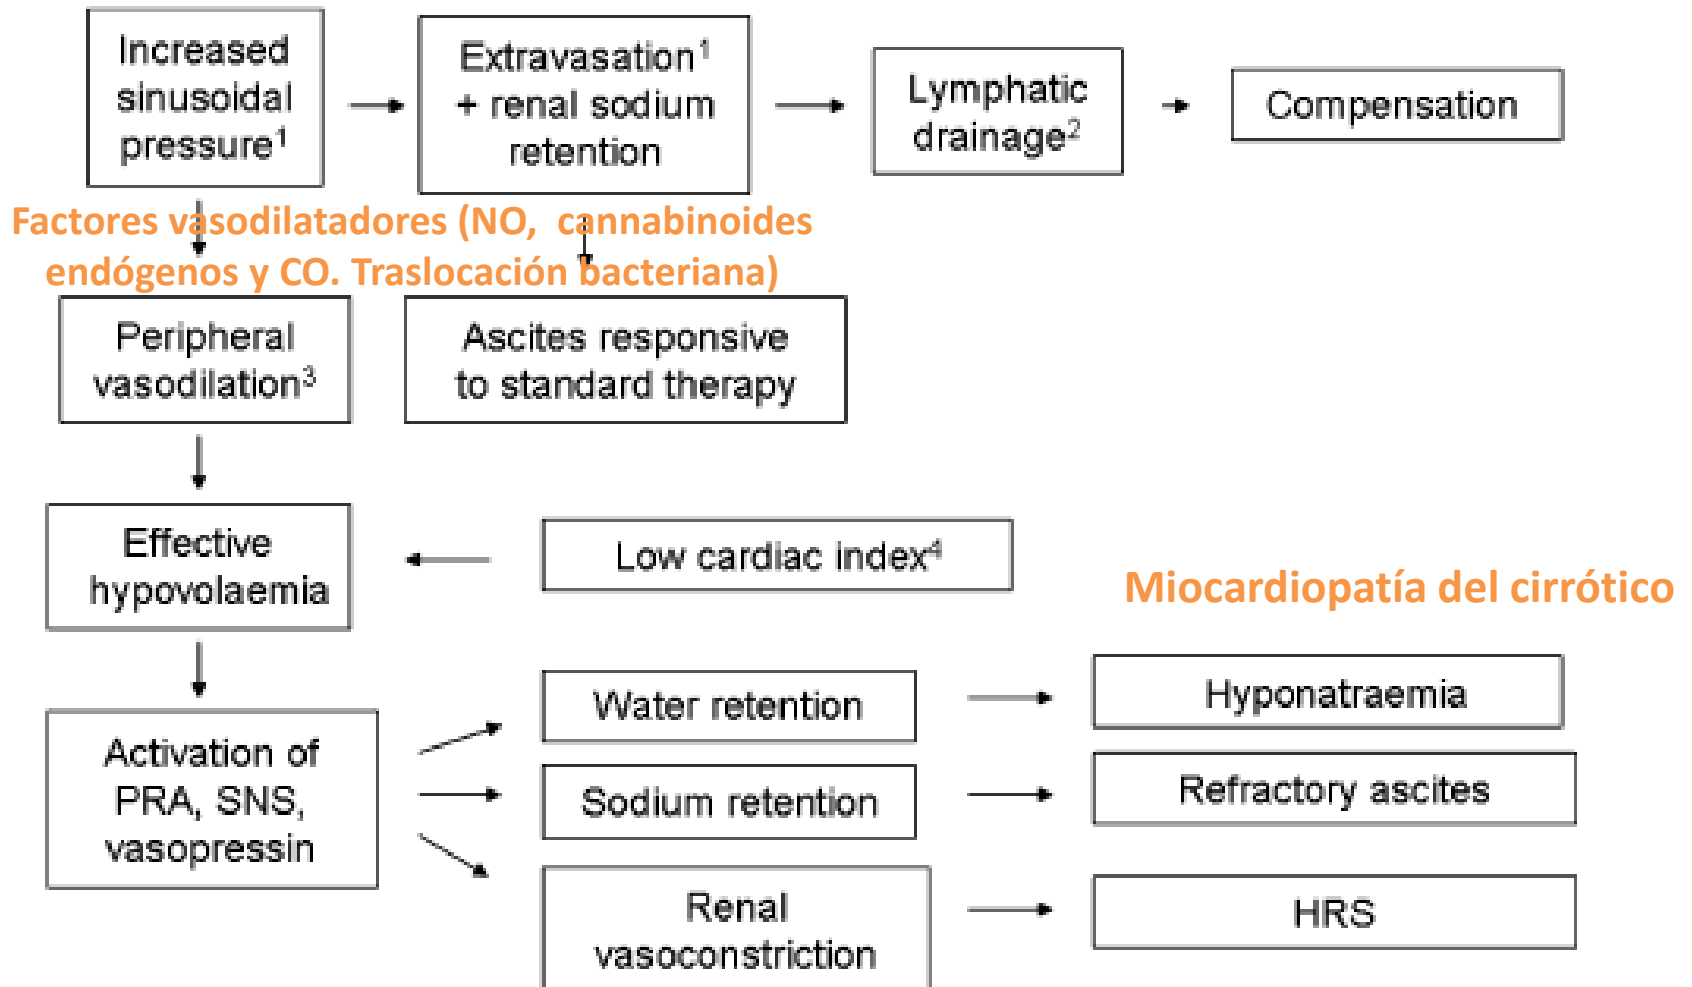 Increased
sinusoidal
pressure¹
Extravasation¹
+ renal sodium
retention
Lymphatic
drainage²
Compensation
Factores vasodilatadores (NO, cannabinoides
endógenos y CO. Traslocación bacteriana)
Peripheral
vasodilation³
Ascites responsive
to standard therapy
Effective
hypovolaemia
Low cardiac index⁴
Miocardiopatía del cirrótico
Activation of
PRA, SNS,
vasopressin
Water retention
Hyponatraemia
Sodium retention
Refractory ascites
Renal
vasoconstriction
HRS